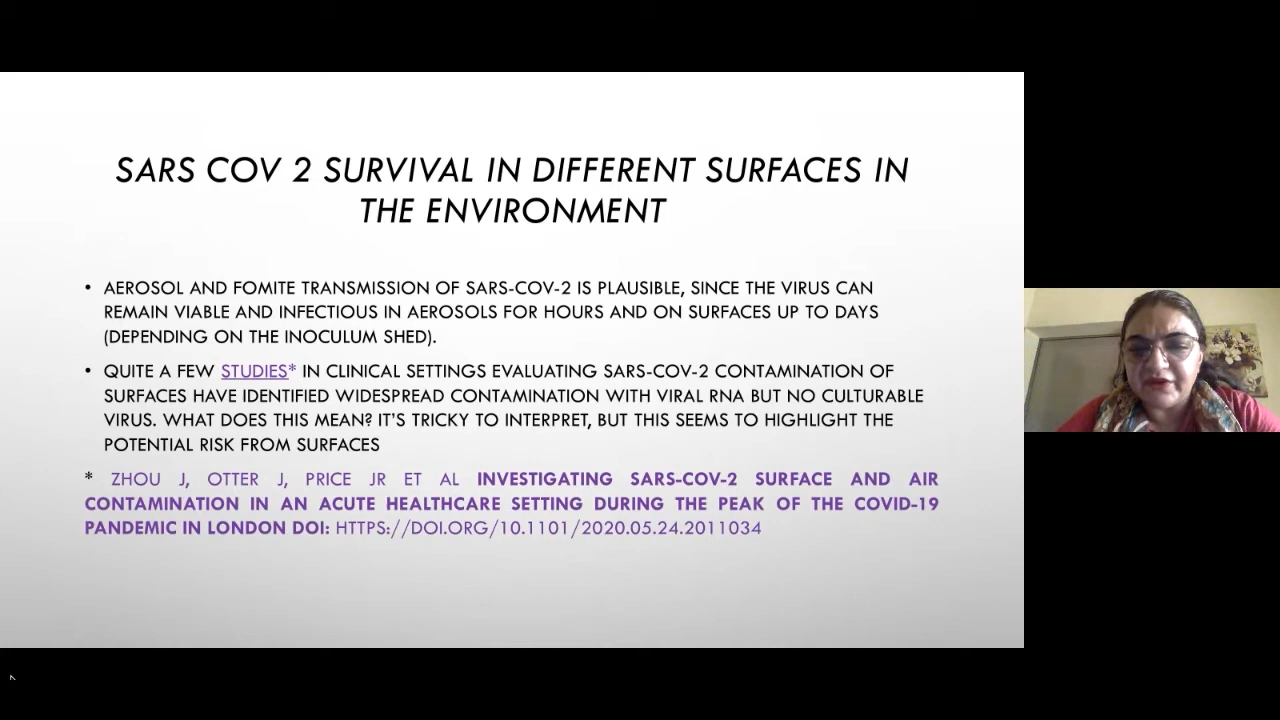 SARS COV 2 SURVIVAL IN DIFFERENT SURFACES IN
THE ENVIRONMENT
• AEROSOL AND FOMITE TRANSMISSION OF SARS-COV-2 IS PLAUSIBLE, SINCE THE VIRUS CAN
REMAIN VIABLE AND INFECTIOUS IN AEROSOLS FOR HOURS AND ON SURFACES UP TO DAYS
(DEPENDING ON THE INOCULUM SHED).
• QUITE A FEW STUDIES* IN CLINICAL SETTINGS EVALUATING SARS-COV-2 CONTAMINATION OF
SURFACES HAVE IDENTIFIED WIDESPREAD CONTAMINATION WITH VIRAL RNA BUT NO CULTURABLE
VIRUS. WHAT DOES THIS MEAN? IT'S TRICKY TO INTERPRET, BUT THIS SEEMS TO HIGHLIGHT THE
POTENTIAL RISK FROM SURFACES
* ZHOU J, OTTER J, PRICE JR ET AL INVESTIGATING SARS-COV-2 SURFACE AND AIR
CONTAMINATION IN AN ACUTE HEALTHCARE SETTING DURING THE PEAK OF THE COVID-19
PANDEMIC IN LONDON DOI: HTTPS://DOI.ORG/10.1101/2020.05.24.2011034